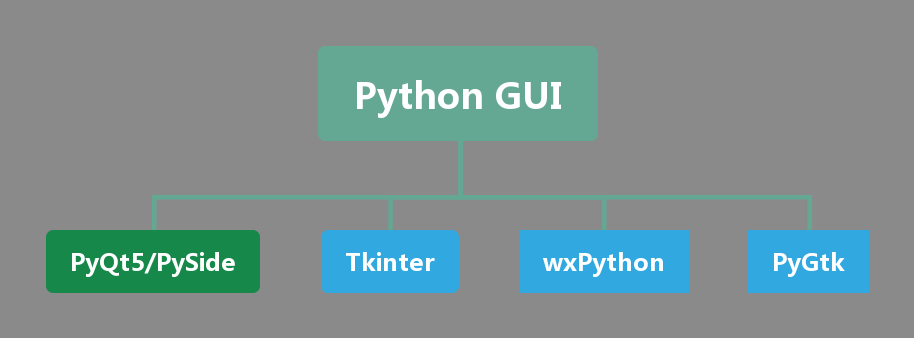 Python GUI
PyQt5/PySide
Tkinter
wxPython
PyGtk